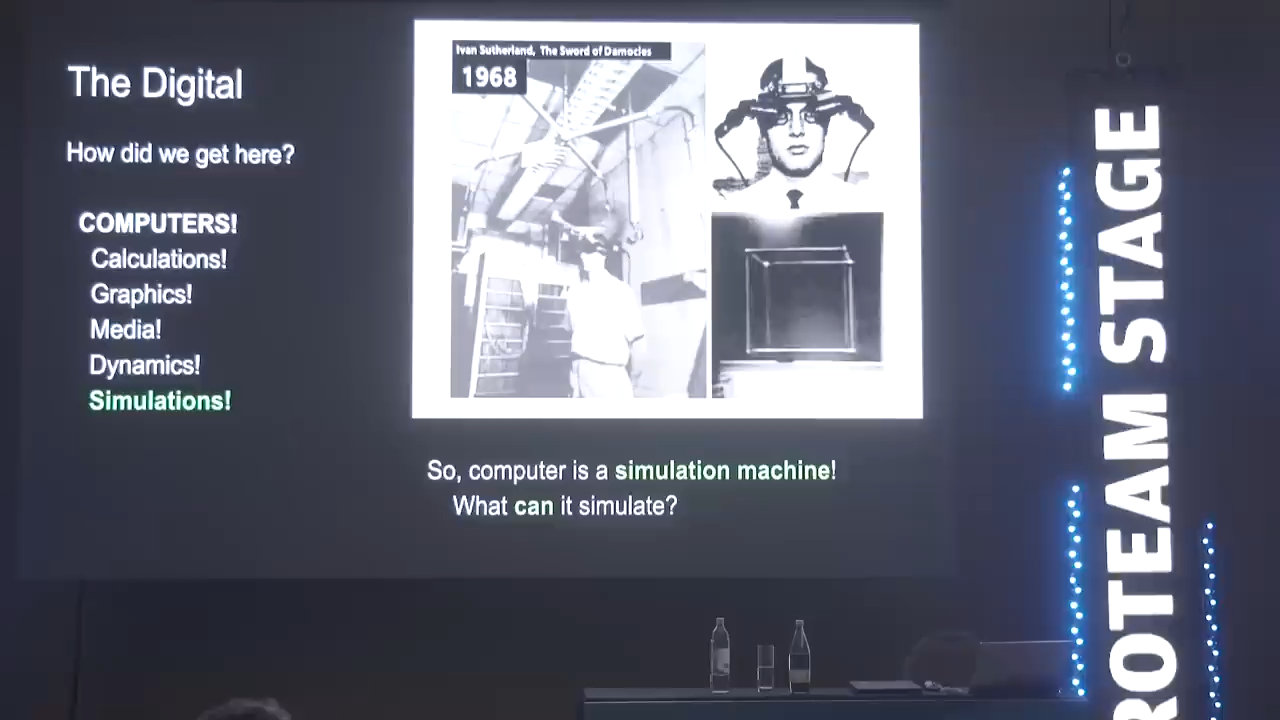 The Digital
How did we get here?
COMPUTERS!
Calculations!
Graphics!
Media!
Dynamics!
Simulations!
Ivan Sutherland, The Sword of Damocles
1968
So, computer is a simulation machine!
What can it simulate?
ROTEAM STAGE